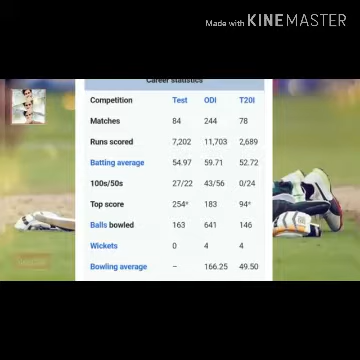 Made with KINEMASTER
Career statistics
Competition Test ODI T20I
Matches 84 244 78
Runs scored 7,202 11,703 2,689
Batting average 54.97 59.71 52.72
100s/50s 27/22 43/56 0/24
Top score 254* 183 94*
Balls bowled 163 641 146
Wickets 0 4 4
Bowling average – 166.25 49.50